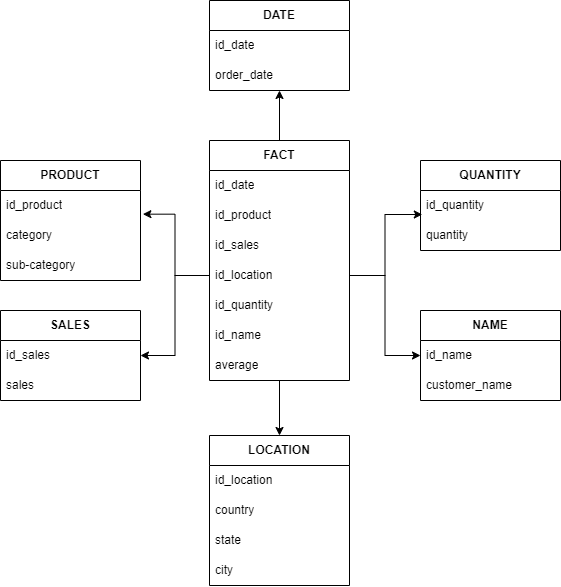 DATE
id_date
order_date
FACT
id_date
id_product
id_sales
id_location
id_quantity
id_name
average
PRODUCT
id_product
category
sub-category
SALES
id_sales
sales
QUANTITY
id_quantity
quantity
NAME
id_name
customer_name
LOCATION
id_location
country
state
city